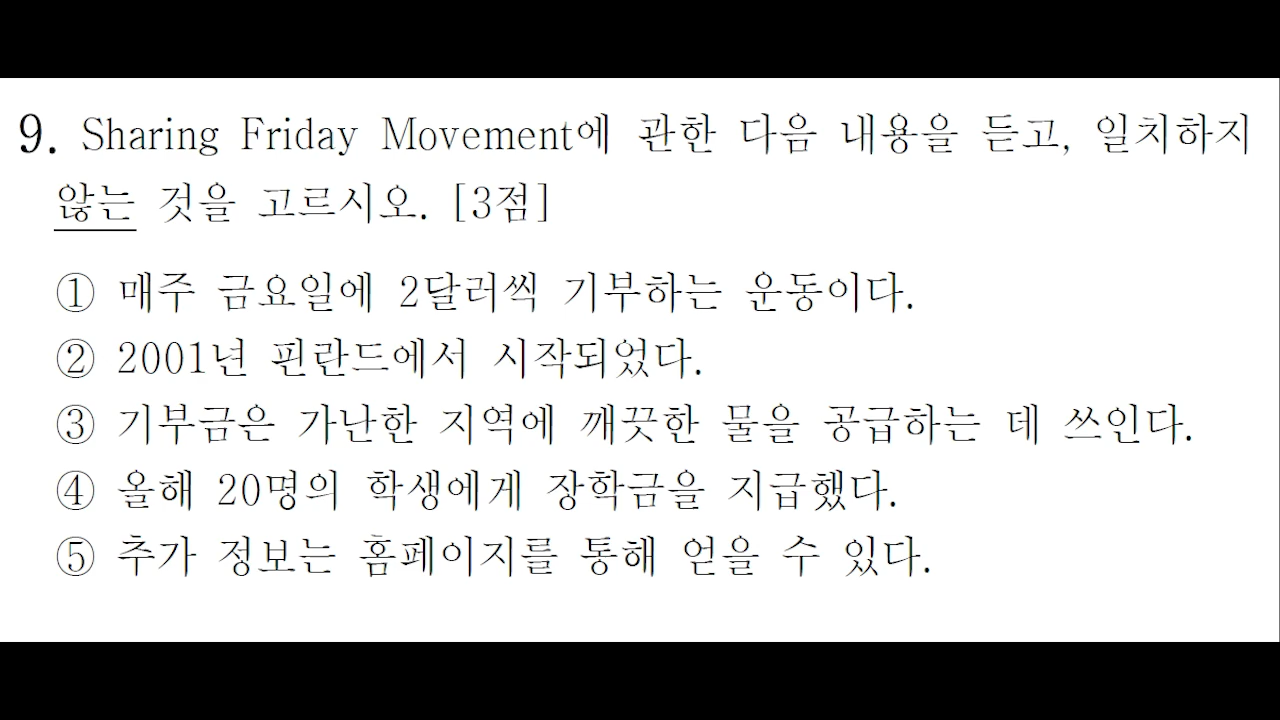 9. Sharing Friday Movement에 관한 다음 내용을 듣고, 일치하지
않는 것을 고르시오. [3점]
① 매주 금요일에 2달러씩 기부하는 운동이다.
② 2001년 핀란드에서 시작되었다.
③ 기부금은 가난한 지역에 깨끗한 물을 공급하는 데 쓰인다.
④ 올해 20명의 학생에게 장학금을 지급했다.
⑤ 추가 정보는 홈페이지를 통해 얻을 수 있다.